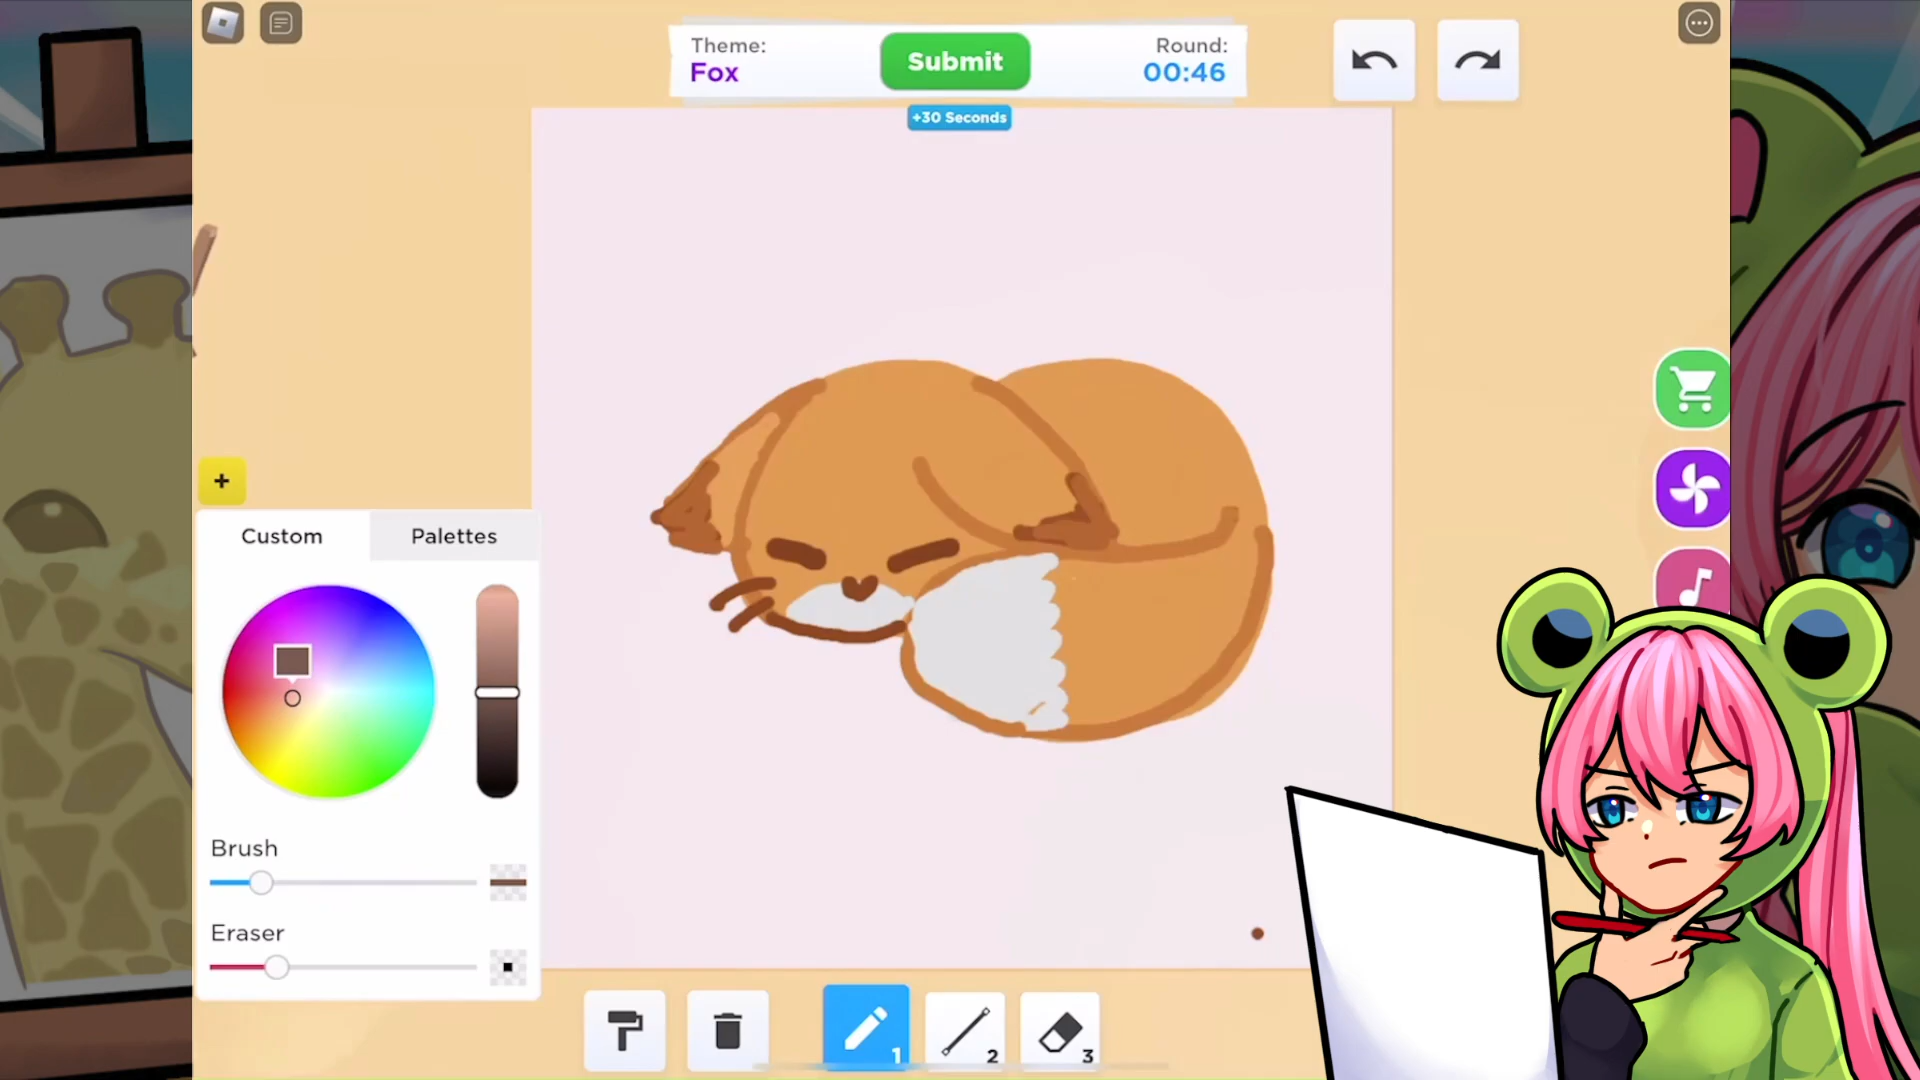 Theme:
Fox
Submit
Round:
00:46
+30 Seconds
+
Custom
Palettes
Brush
Eraser
1
2
3